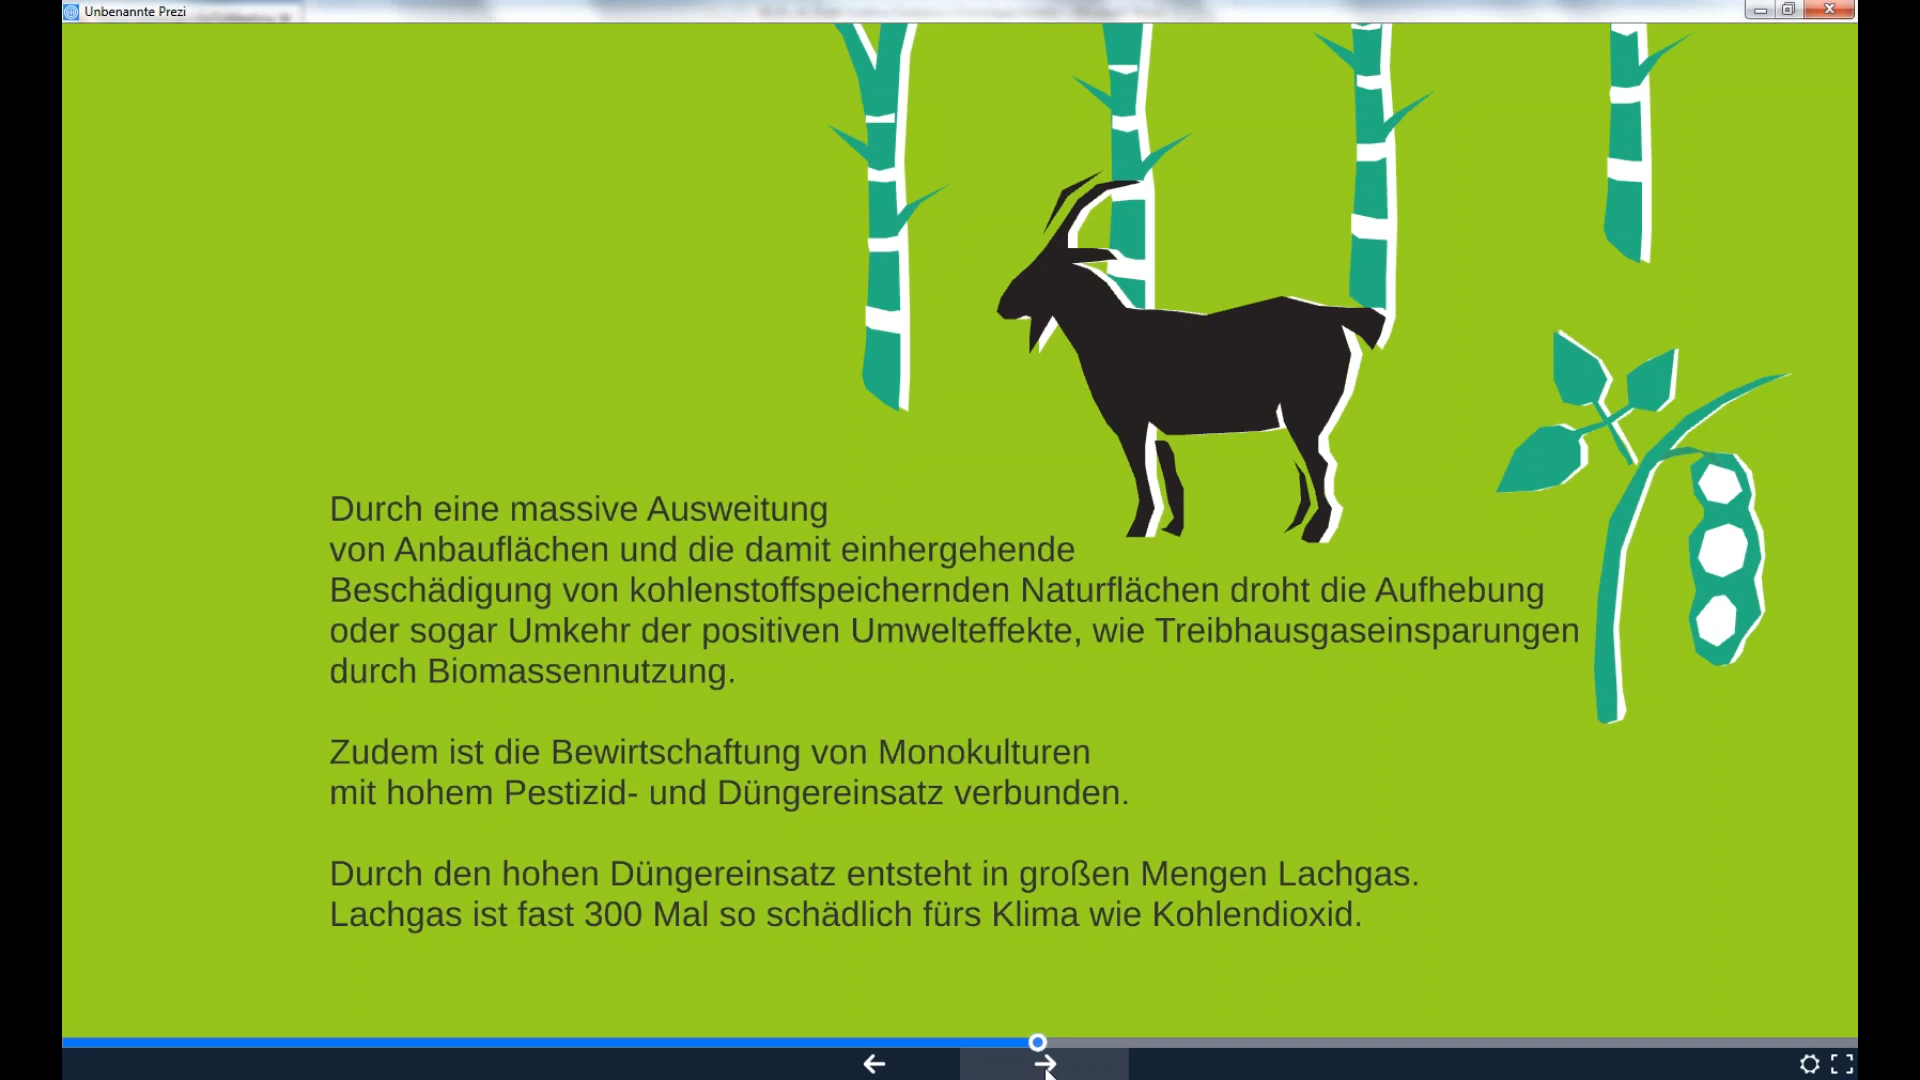 Unbenannte Prezi
Durch eine massive Ausweitung
von Anbauflächen und die damit einhergehende
Beschädigung von kohlenstoffspeichernden Naturflächen droht die Aufhebung
oder sogar Umkehr der positiven Umwelteffekte, wie Treibhausgaseinsparungen
durch Biomassennutzung.
Zudem ist die Bewirtschaftung von Monokulturen
mit hohem Pestizid- und Düngereinsatz verbunden.
Durch den hohen Düngereinsatz entsteht in großen Mengen Lachgas.
Lachgas ist fast 300 Mal so schädlich fürs Klima wie Kohlendioxid.